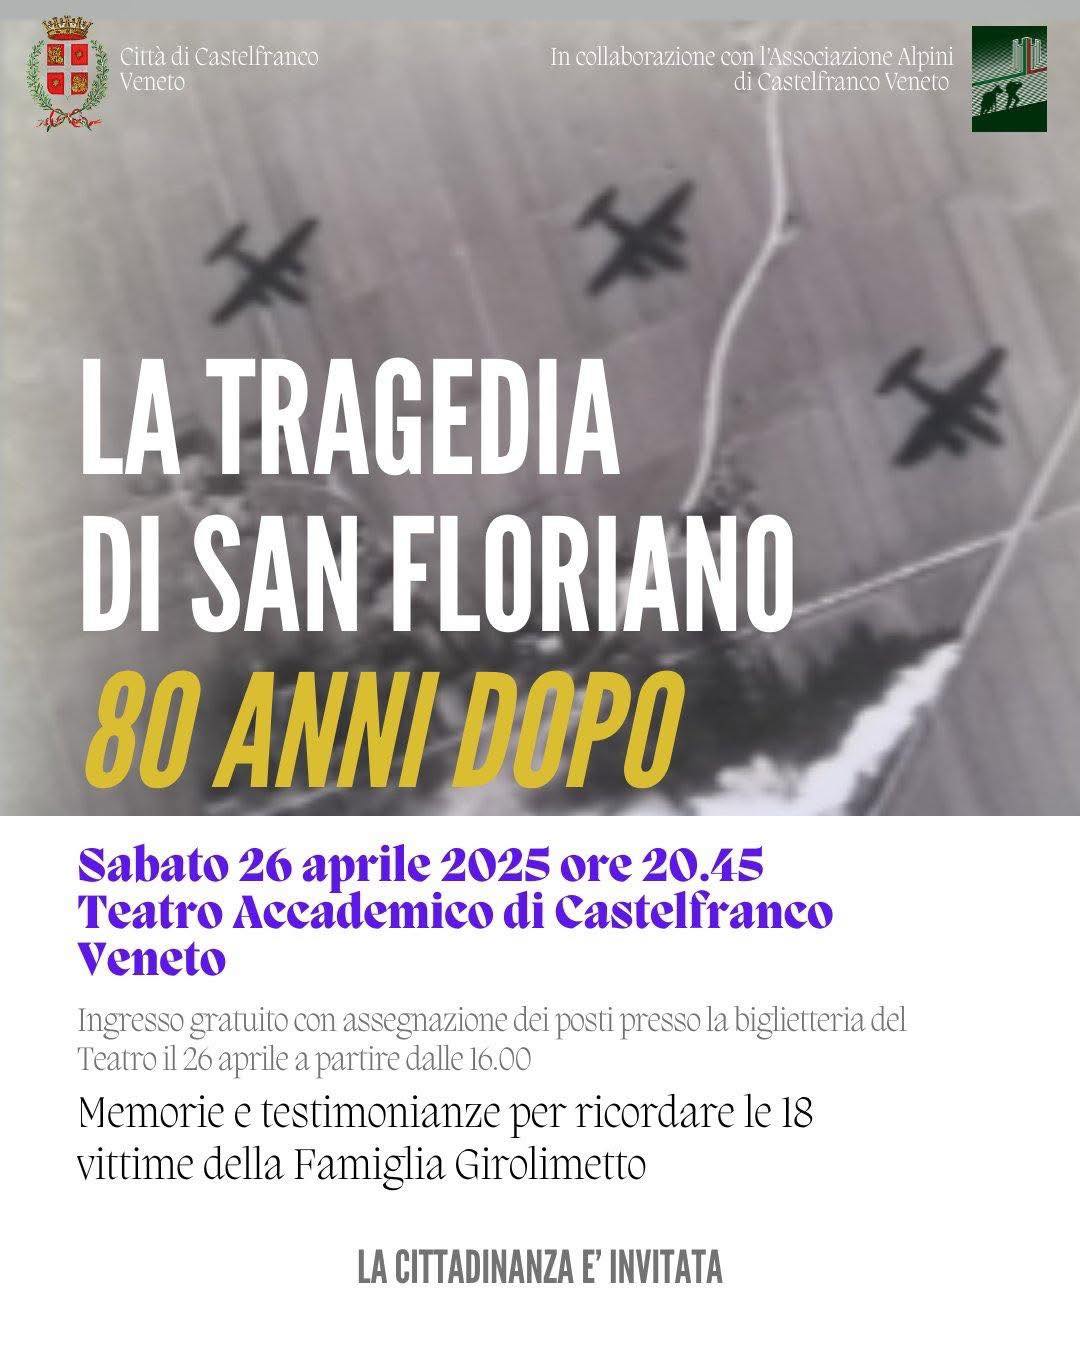 Città di Castelfranco
Veneto
In collaborazione con l'Associazione Alpini
di Castelfranco Veneto
LA TRAGEDIA
DI SAN FLORIANO
80 ANNI DOPO
Sabato 26 aprile 2025 ore 20.45
Teatro Accademico di Castelfranco
Veneto
Ingresso gratuito con assegnazione dei posti presso la biglietteria del
Teatro il 26 aprile a partire dalle 16.00
Memorie e testimonianze per ricordare le 18
vittime della Famiglia Girolimetto
LA CITTADINANZA E' INVITATA